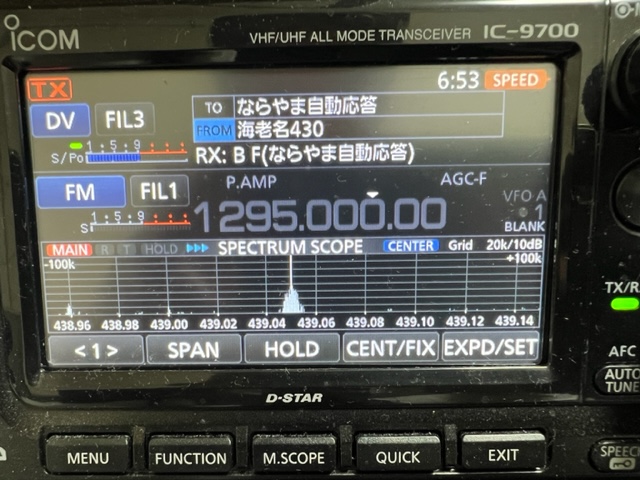 ICOM
VHF/UHF ALL MODE TRANSCEIVER IC-9700
TX
6:53 SPEED
DV FIL3
TO ならやま自動応答
FROM 海老名430
S/Po 1・5・9
RX: B F(ならやま自動応答)
FM FIL1
P.AMP AGC-F
S 1・5・9
1295.000.00
VFO A
1
BLANK
MAIN R T HOLD SPECTRUM SCOPE CENTER Grid 20k/10dB
-100k +100k
438.96 438.98 439.00 439.02 439.04 439.06 439.08 439.10 439.12 439.14
<1> SPAN HOLD CENT/FIX EXPD/SET
D-STAR
MENU FUNCTION M.SCOPE QUICK EXIT
TX/R
AFC
AUTO
TUNE
SPEECH